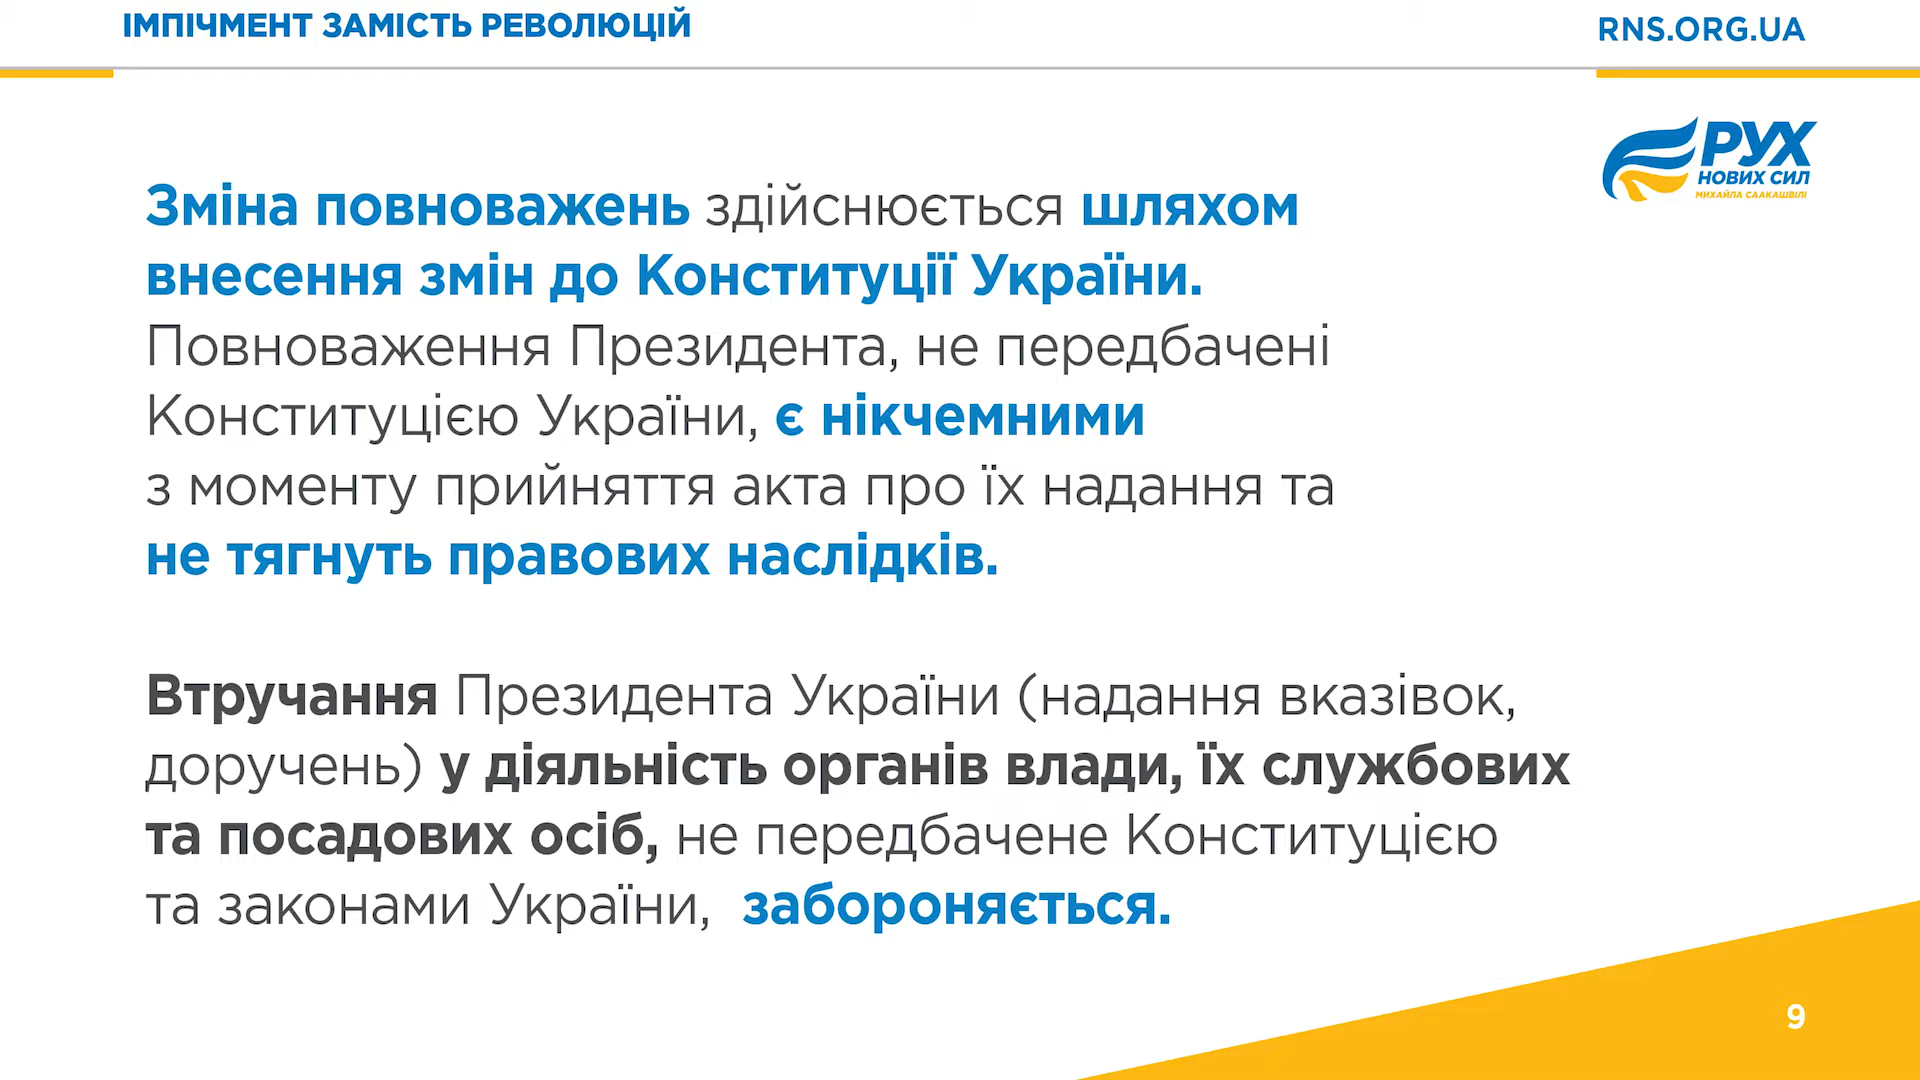 ІМПІЧМЕНТ ЗАМІСТЬ РЕВОЛЮЦІЙ
RNS.ORG.UA
РУХ
НОВИХ СИЛ
МИХАЙЛА СААКАШВІЛІ
Зміна повноважень здійснюється шляхом
внесення змін до Конституції України.
Повноваження Президента, не передбачені
Конституцією України, є нікчемними
з моменту прийняття акта про їх надання та
не тягнуть правових наслідків.
Втручання Президента України (надання вказівок,
доручень) у діяльність органів влади, їх службових
та посадових осіб, не передбачене Конституцією
та законами України, забороняється.
9